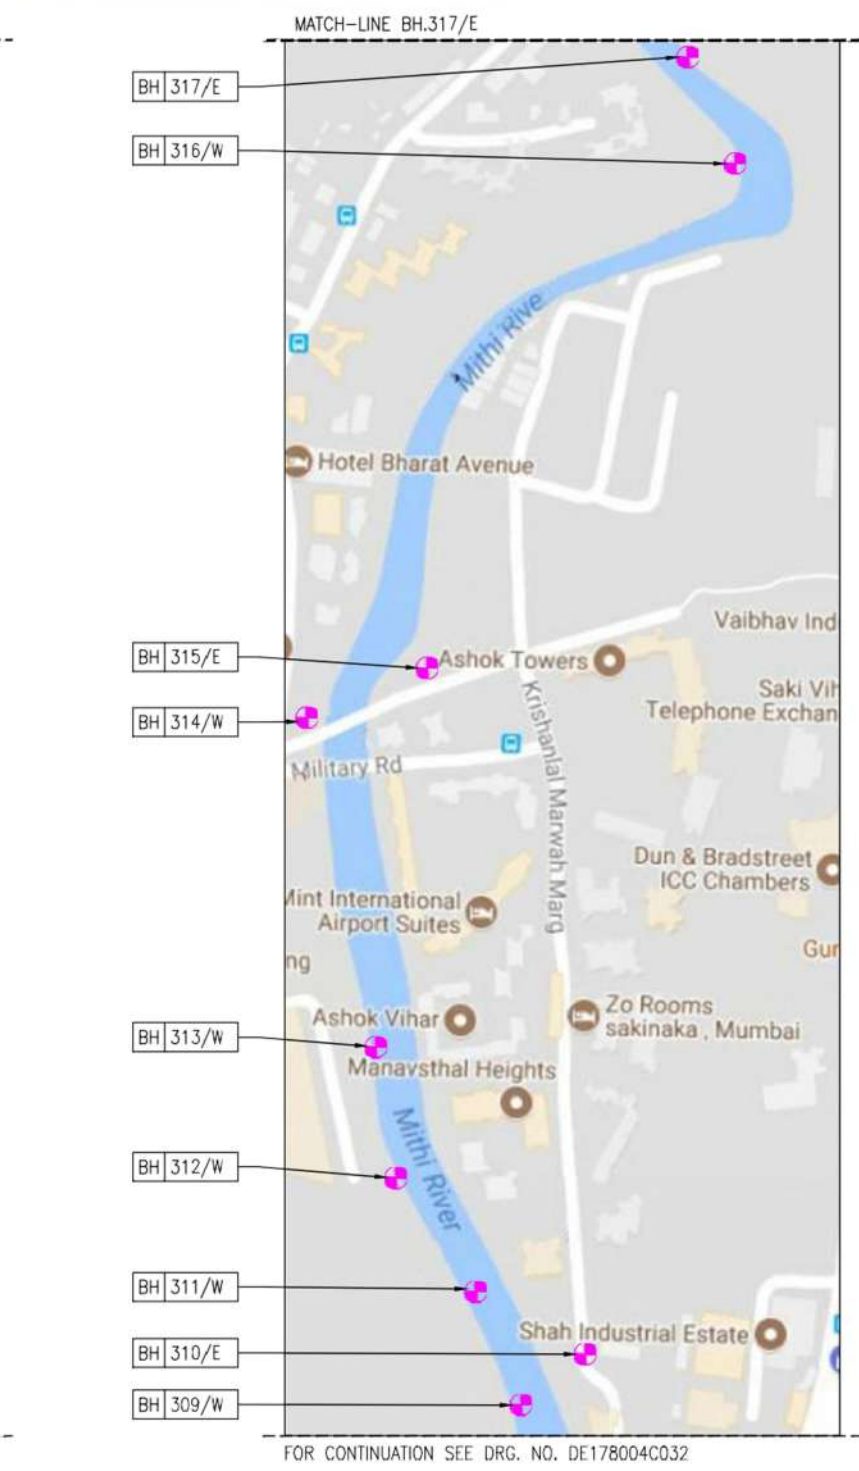 MATCH-LINE BH.317/E
BH 317/E
BH 316/W
Mithi Rive
Hotel Bharat Avenue
Vaibhav Ind
BH 315/E
Ashok Towers
Saki Vih
Telephone Exchan
BH 314/W
Krishanlal Marwah Marg
Military Rd
Dun & Bradstreet
ICC Chambers
Mint International
Airport Suites
Gur
ng
Zo Rooms
sakinaka , Mumbai
Ashok Vihar
BH 313/W
Manavsthal Heights
Mithi River
BH 312/W
BH 311/W
Shah Industrial Estate
BH 310/E
BH 309/W
FOR CONTINUATION SEE DRG. NO. DE178004C032